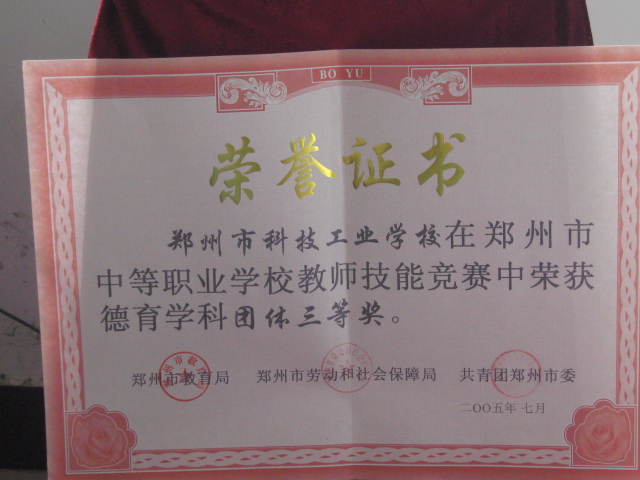 BO YU
荣誉证书
郑州市科技工业学校在郑州市
中等职业学校教师技能竞赛中荣获
德育学科团体三等奖。
郑州市教育局 郑州市劳动和社会保障局 共青团郑州市委
二〇〇五年七月